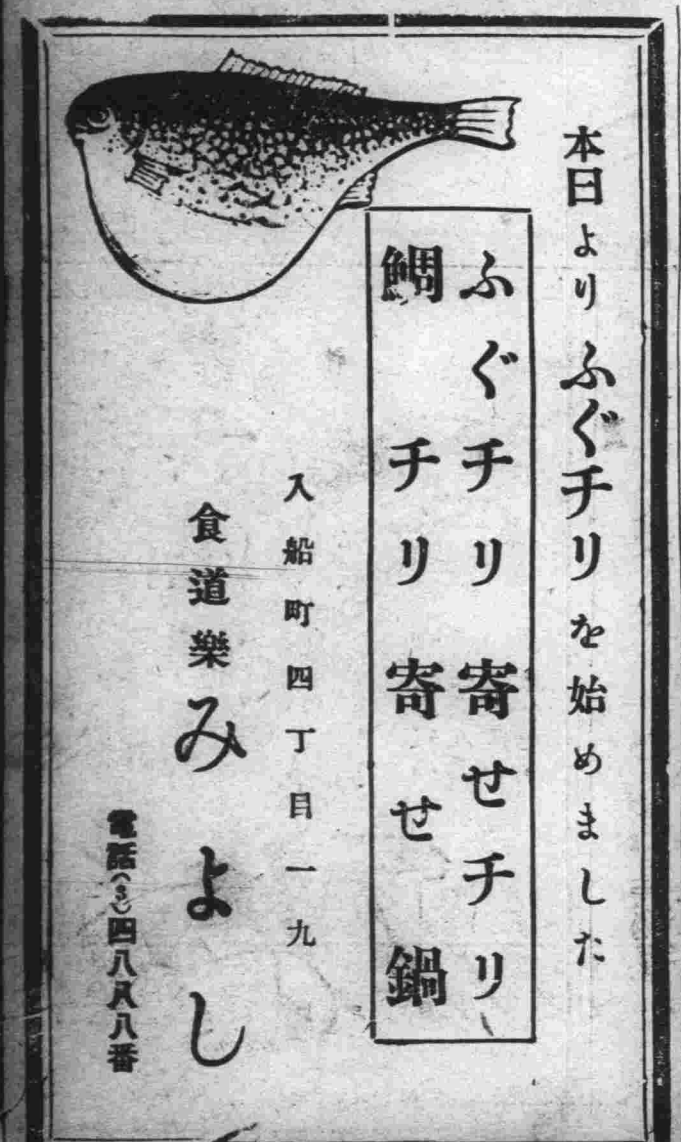 本日よりふぐチリを始めました
ふぐチリ寄せチリ
鯛チリ寄せ鍋
入船町四丁目一九
食道樂みよし
電話(3)四八八八番